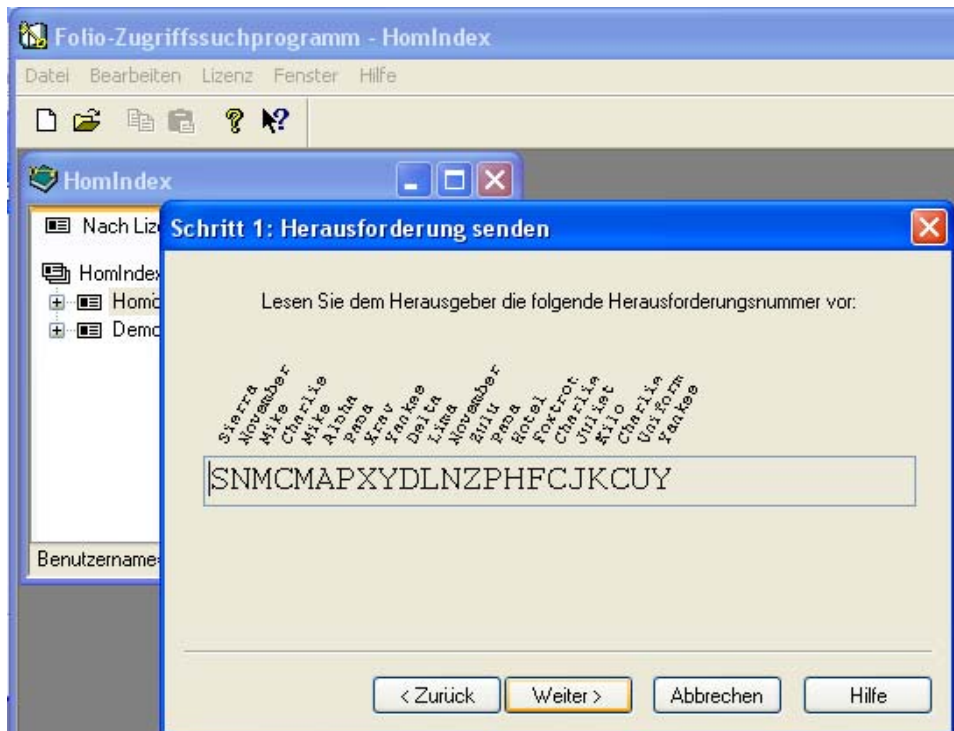 Folio-Zugriffssuchprogramm - HomIndex
Datei Bearbeiten Lizenz Fenster Hilfe
HomIndex
Nach Liz
HomIndex
Demo
Schritt 1: Herausforderung senden
Lesen Sie dem Herausgeber die folgende Herausforderungsnummer vor:
Sierra November Mike Charlie Mike Alpha Papa Xray Yankee Delta Lima November Zulu Papa Hotel Foxtrot Charlie Juliet Kilo Charlie Uniform Yankee
SNMCMAPXYDLNZPHFCJKCUY
Benutzername=
< Zurück Weiter > Abbrechen Hilfe